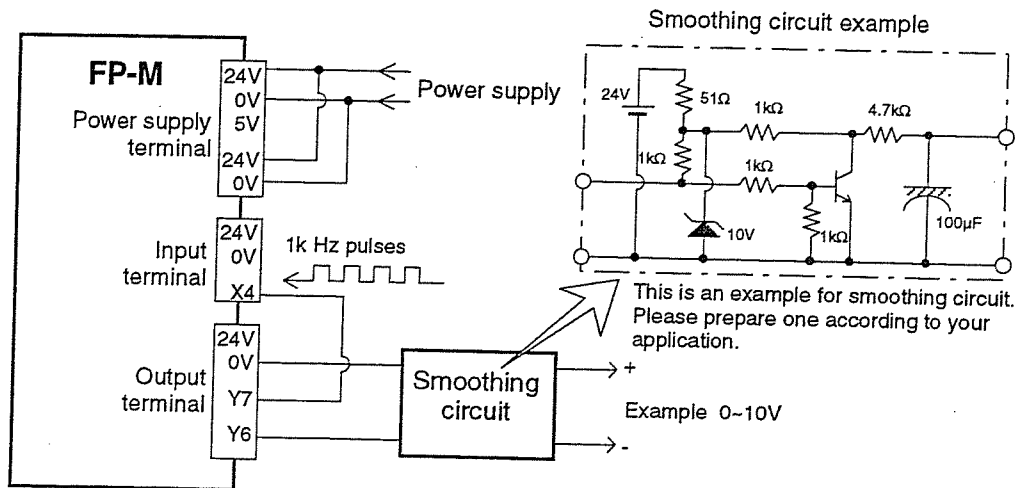 Smoothing circuit example
FP-M
Power supply
terminal
24V
0V
5V
24V
0V
Power supply
Input
terminal
24V
0V
X4
1k Hz pulses
Output
terminal
24V
0V
Y7
Y6
Smoothing
circuit
+
Example 0~10V
-
24V
51Ω
1kΩ
4.7kΩ
1kΩ
1kΩ
10V
1kΩ
100µF
This is an example for smoothing circuit.
Please prepare one according to your
application.